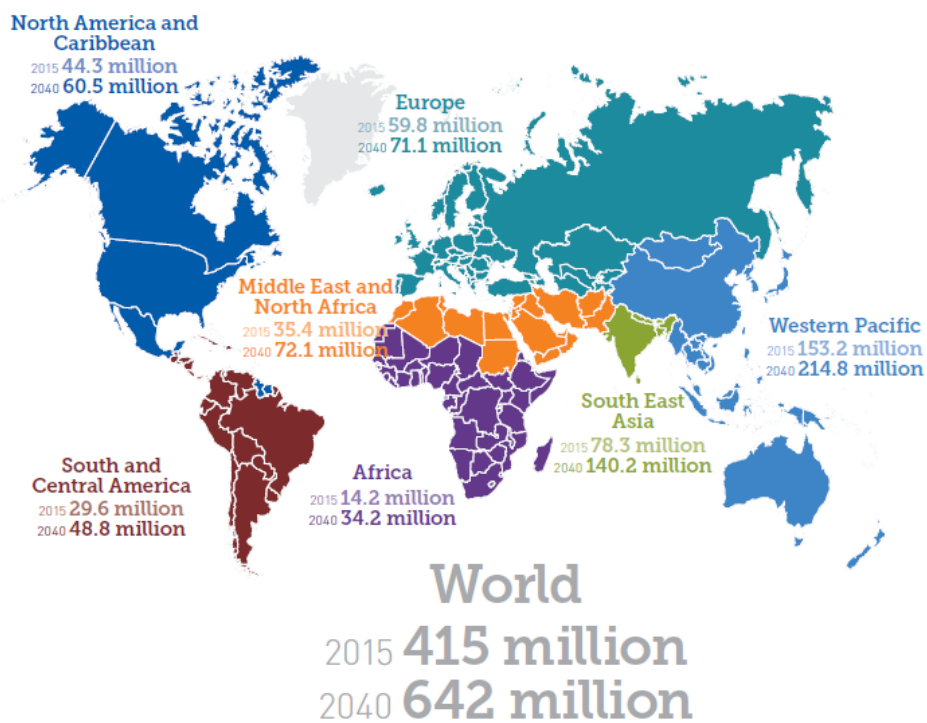 North America and
Caribbean
2015 44.3 million
2040 60.5 million
Europe
2015 59.8 million
2040 71.1 million
Middle East and
North Africa
2015 35.4 million
2040 72.1 million
Western Pacific
2015 153.2 million
2040 214.8 million
South East
Asia
2015 78.3 million
2040 140.2 million
South and
Central America
2015 29.6 million
2040 48.8 million
Africa
2015 14.2 million
2040 34.2 million
World
2015 415 million
2040 642 million